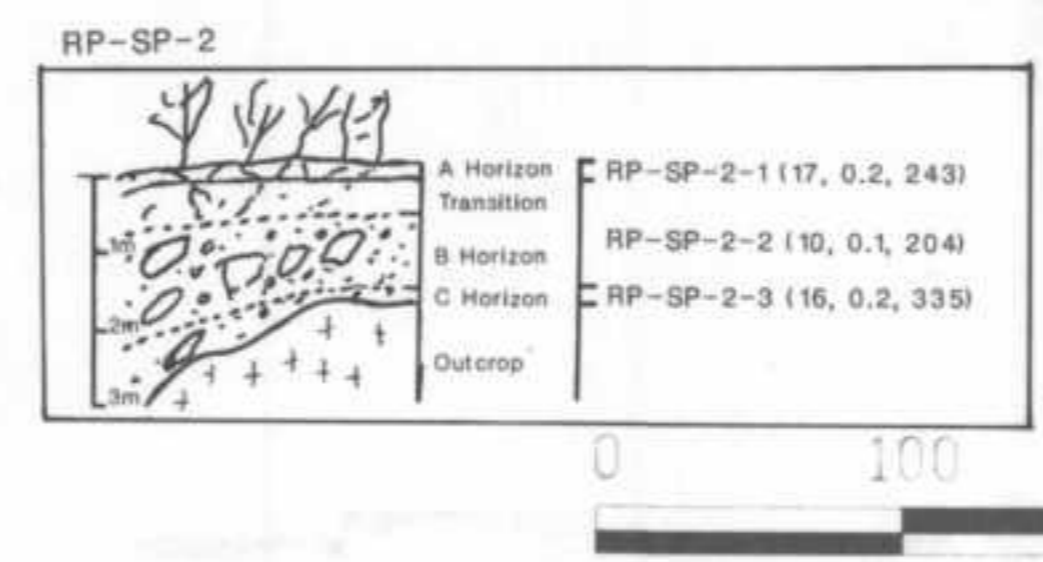 RP-SP-2
A Horizon
RP-SP-2-1 (17, 0.2, 243)
Transition
1m
B Horizon
RP-SP-2-2 (10, 0.1, 204)
C Horizon
RP-SP-2-3 (16, 0.2, 335)
2m
Outcrop
3m
0 100